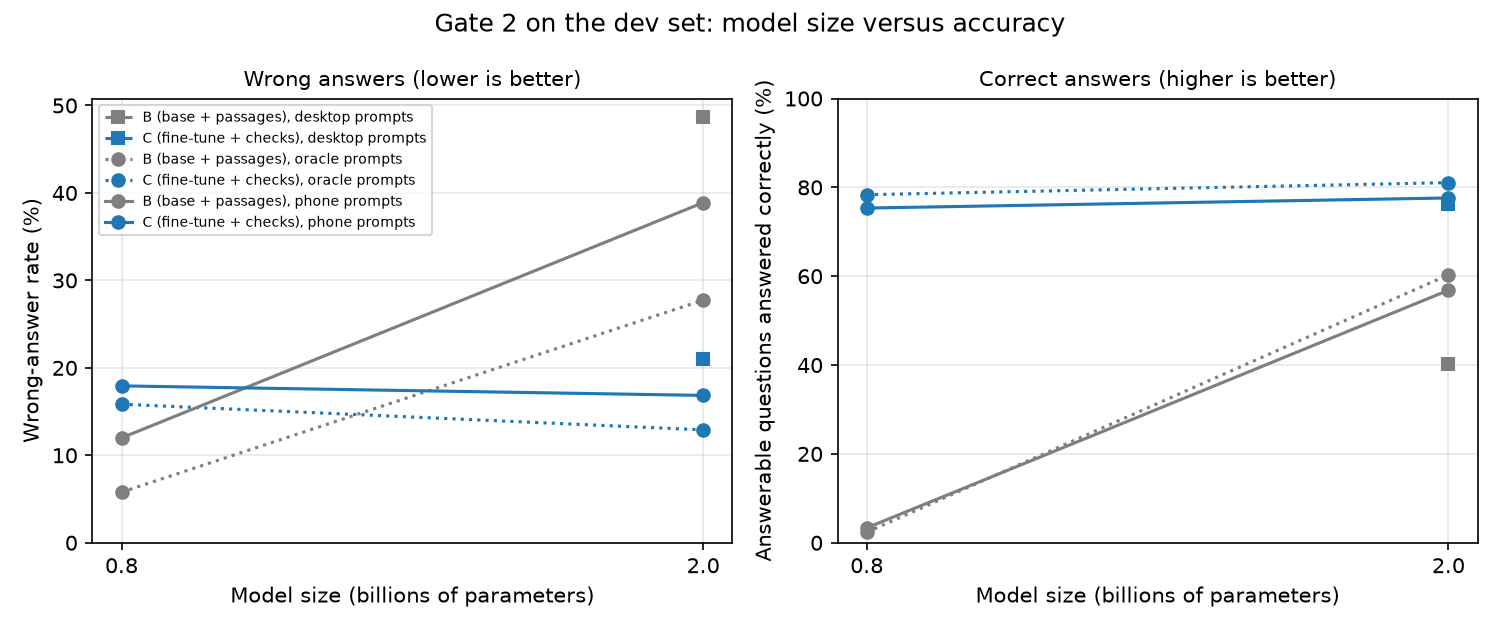 Gate 2 on the dev set: model size versus accuracy
Wrong answers (lower is better)
Wrong-answer rate (%)
50
40
30
20
10
0
B (base + passages), desktop prompts
C (fine-tune + checks), desktop prompts
B (base + passages), oracle prompts
C (fine-tune + checks), oracle prompts
B (base + passages), phone prompts
C (fine-tune + checks), phone prompts
0.8
2.0
Model size (billions of parameters)
Correct answers (higher is better)
Answerable questions answered correctly (%)
100
80
60
40
20
0
0.8
2.0
Model size (billions of parameters)